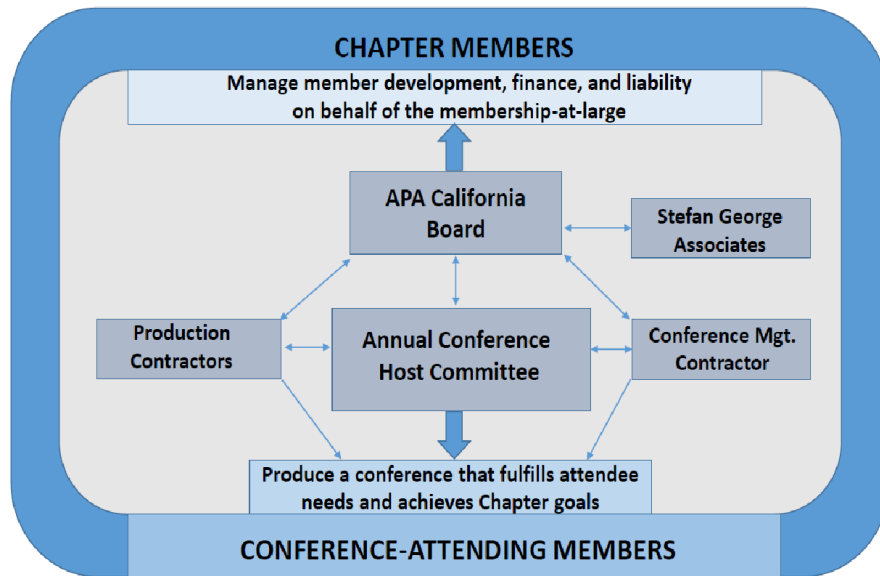 CHAPTER MEMBERS
Manage member development, finance, and liability
on behalf of the membership-at-large
APA California
Board
Stefan George
Associates
Production
Contractors
Annual Conference
Host Committee
Conference Mgt.
Contractor
Produce a conference that fulfills attendee
needs and achieves Chapter goals
CONFERENCE-ATTENDING MEMBERS